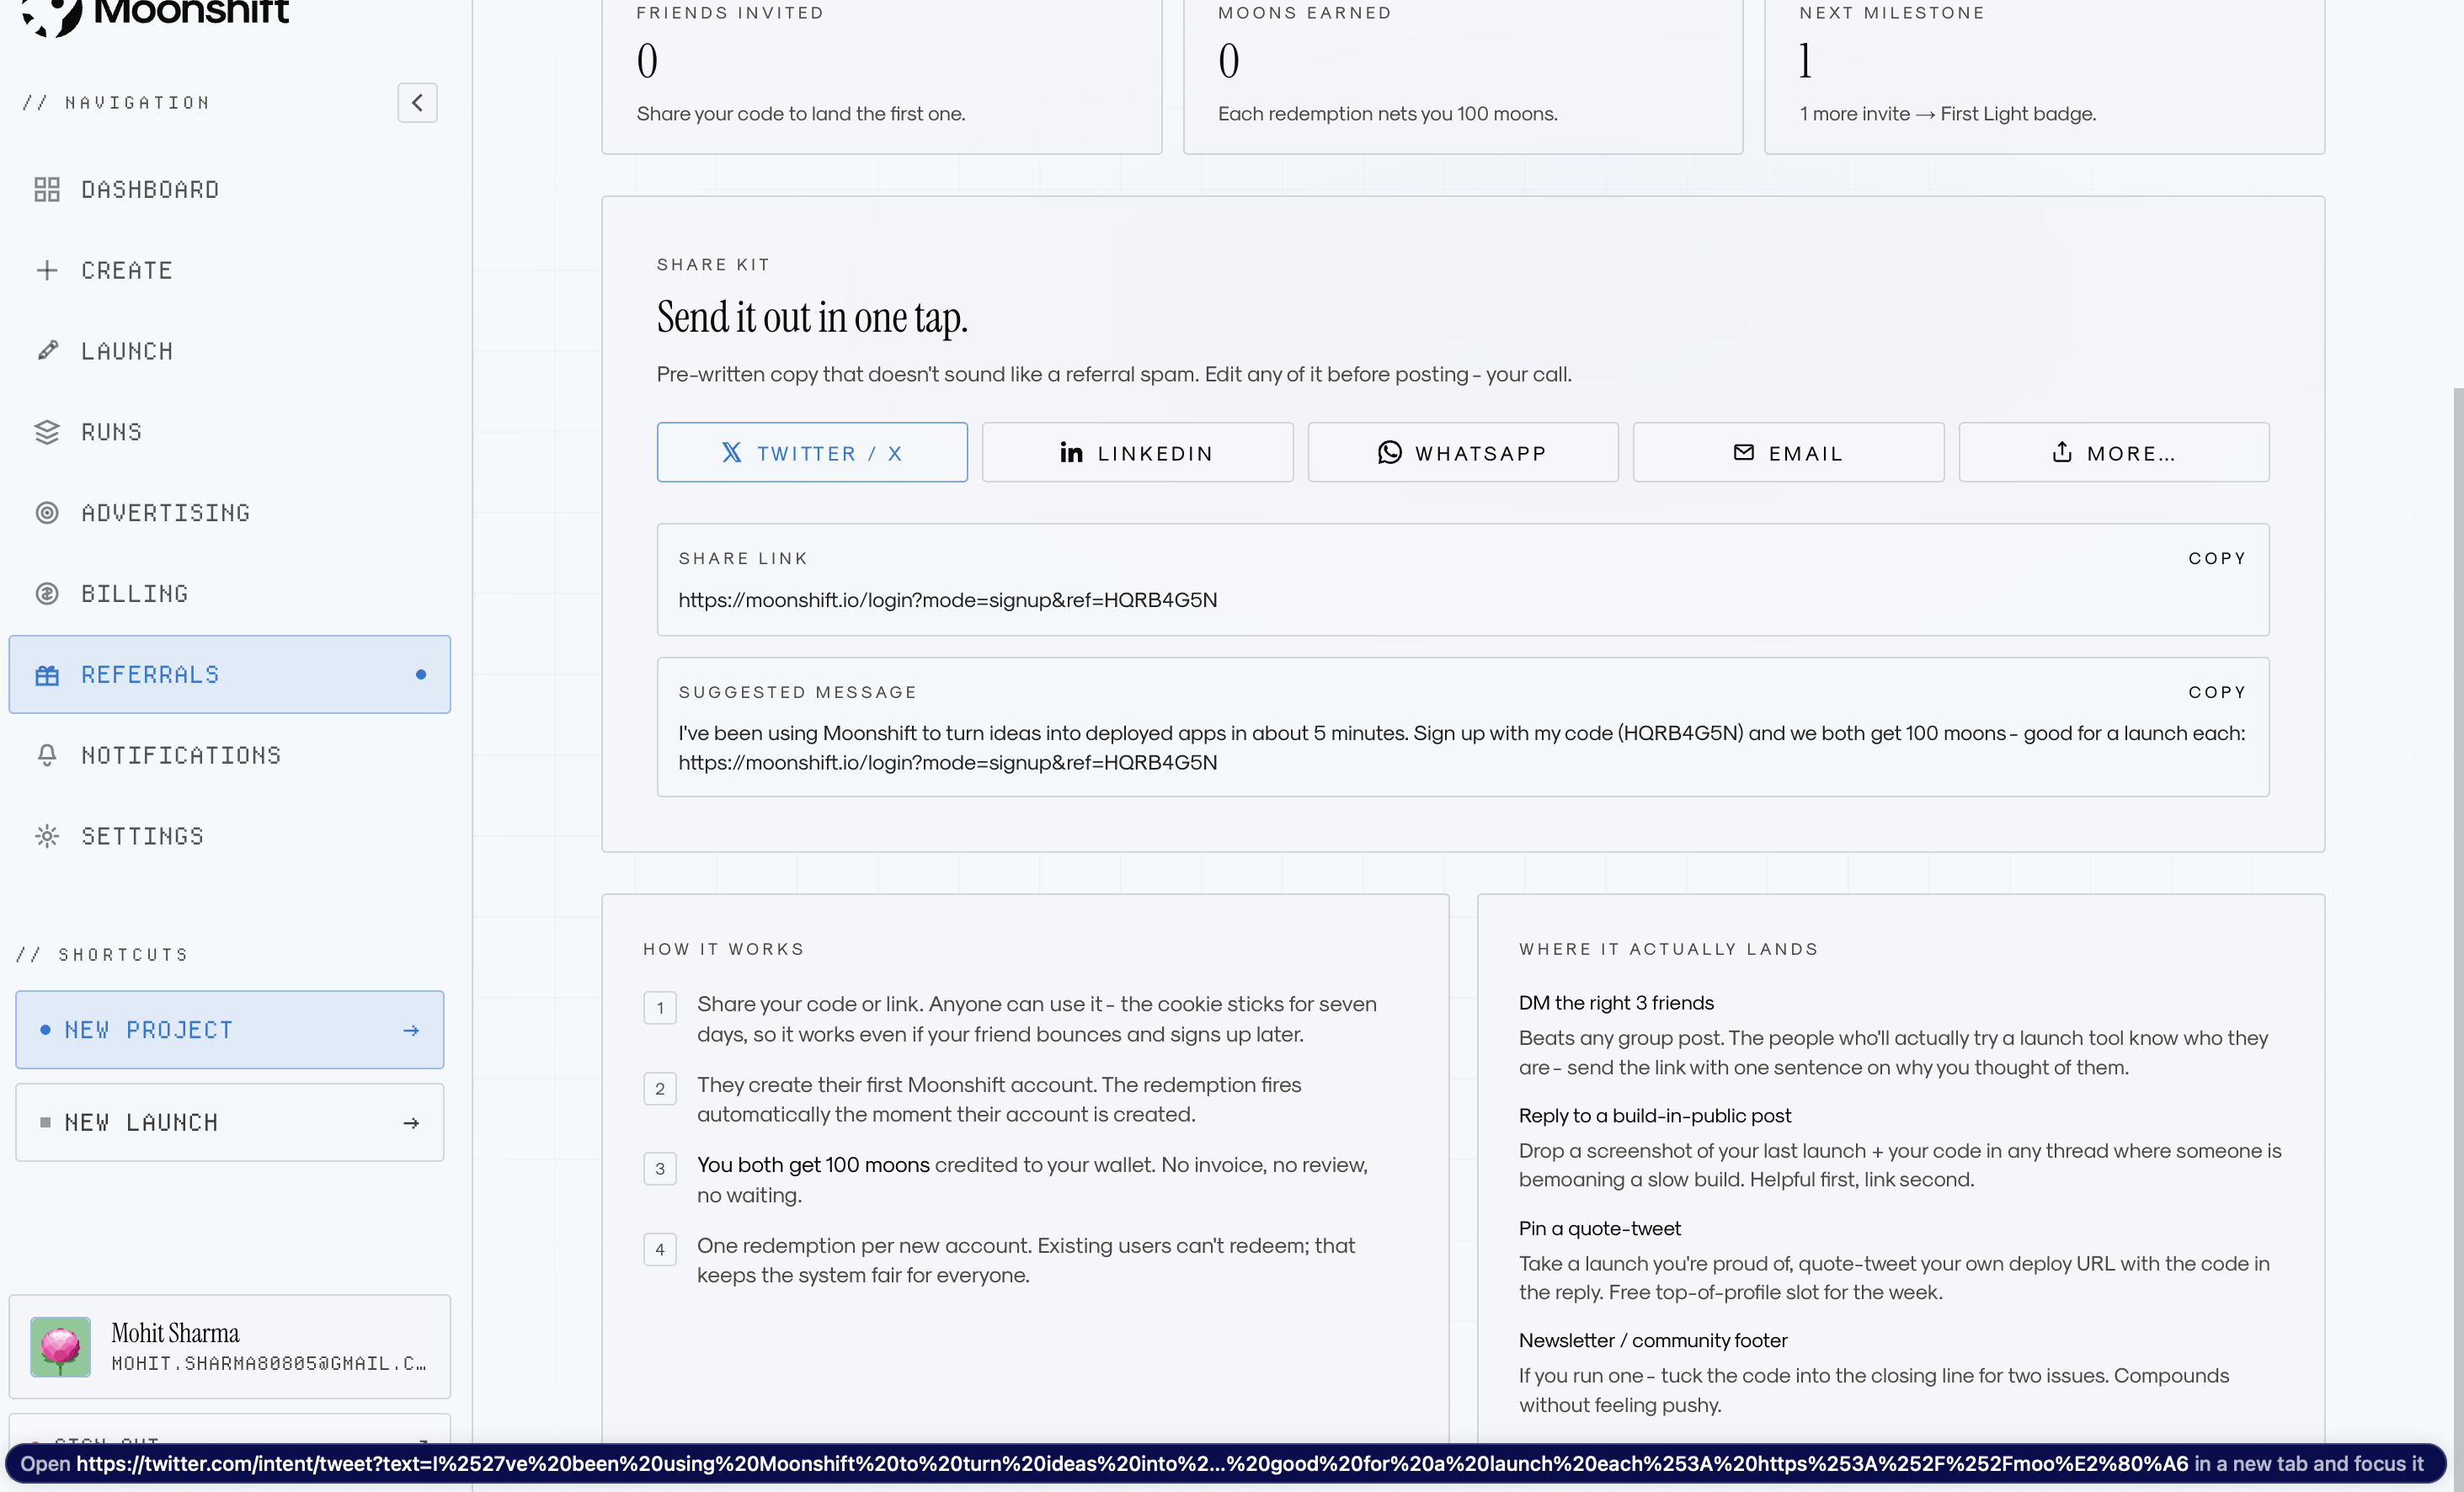 Moonshift
// NAVIGATION
DASHBOARD
CREATE
LAUNCH
RUNS
ADVERTISING
BILLING
REFERRALS
NOTIFICATIONS
SETTINGS
// SHORTCUTS
NEW PROJECT →
NEW LAUNCH →
Mohit Sharma
MOHIT.SHARMA80805@GMAIL.C…
SIGN OUT
FRIENDS INVITED
0
Share your code to land the first one.
MOONS EARNED
0
Each redemption nets you 100 moons.
NEXT MILESTONE
1
1 more invite → First Light badge.
SHARE KIT
Send it out in one tap.
Pre-written copy that doesn't sound like a referral spam. Edit any of it before posting - your call.
TWITTER / X
LINKEDIN
WHATSAPP
EMAIL
MORE...
SHARE LINK
COPY
https://moonshift.io/login?mode=signup&ref=HQRB4G5N
SUGGESTED MESSAGE
COPY
I've been using Moonshift to turn ideas into deployed apps in about 5 minutes. Sign up with my code (HQRB4G5N) and we both get 100 moons - good for a launch each:
https://moonshift.io/login?mode=signup&ref=HQRB4G5N
HOW IT WORKS
1 Share your code or link. Anyone can use it - the cookie sticks for seven
days, so it works even if your friend bounces and signs up later.
2 They create their first Moonshift account. The redemption fires
automatically the moment their account is created.
3 You both get 100 moons credited to your wallet. No invoice, no review,
no waiting.
4 One redemption per new account. Existing users can't redeem; that
keeps the system fair for everyone.
WHERE IT ACTUALLY LANDS
DM the right 3 friends
Beats any group post. The people who'll actually try a launch tool know who they
are - send the link with one sentence on why you thought of them.
Reply to a build-in-public post
Drop a screenshot of your last launch + your code in any thread where someone is
bemoaning a slow build. Helpful first, link second.
Pin a quote-tweet
Take a launch you're proud of, quote-tweet your own deploy URL with the code in
the reply. Free top-of-profile slot for the week.
Newsletter / community footer
If you run one - tuck the code into the closing line for two issues. Compounds
without feeling pushy.
Open https://twitter.com/intent/tweet?text=I%2527ve%20been%20using%20Moonshift%20to%20turn%20ideas%20into%2...%20good%20for%20a%20launch%20each%253A%20https%253A%252F%252Fmoo%E2%80%A6 in a new tab and focus it